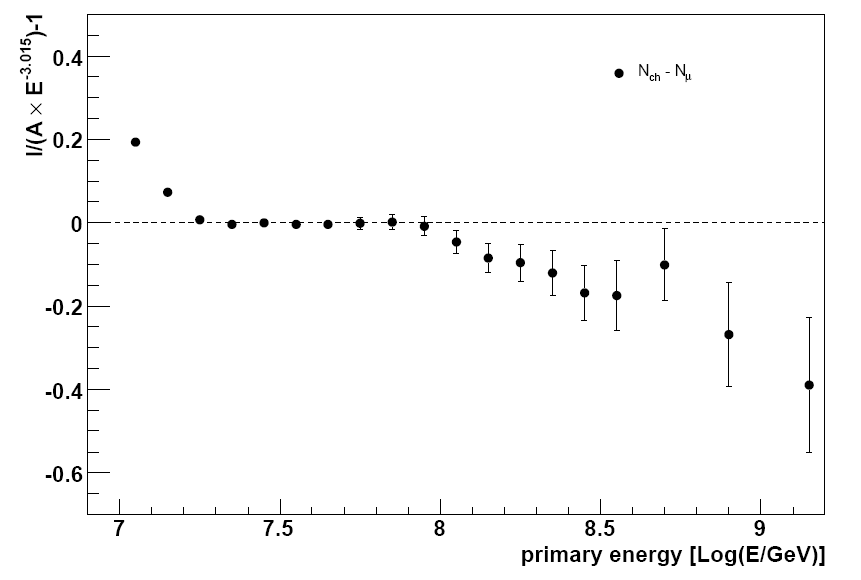 I/(A × E^-3.015)-1
N_ch - N_μ
0.4
0.2
0
-0.2
-0.4
-0.6
7 7.5 8 8.5 9
primary energy [Log(E/GeV)]